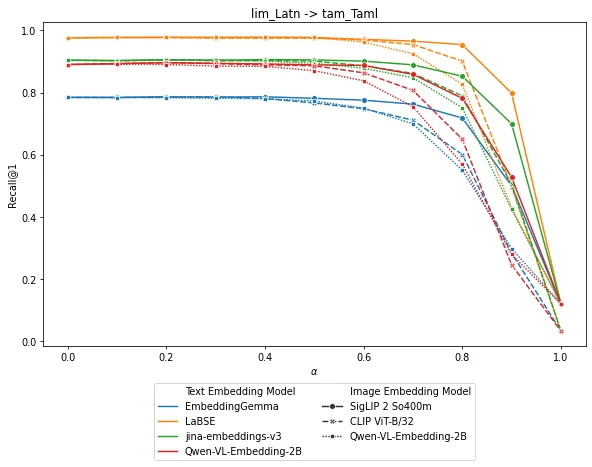 lim_Latn -> tam_Taml
Recall@1
1.0
0.8
0.6
0.4
0.2
0.0
0.0 0.2 0.4 0.6 0.8 1.0
α
Text Embedding Model
EmbeddingGemma
LaBSE
jina-embeddings-v3
Qwen-VL-Embedding-2B
Image Embedding Model
SigLIP 2 So400m
CLIP ViT-B/32
Qwen-VL-Embedding-2B